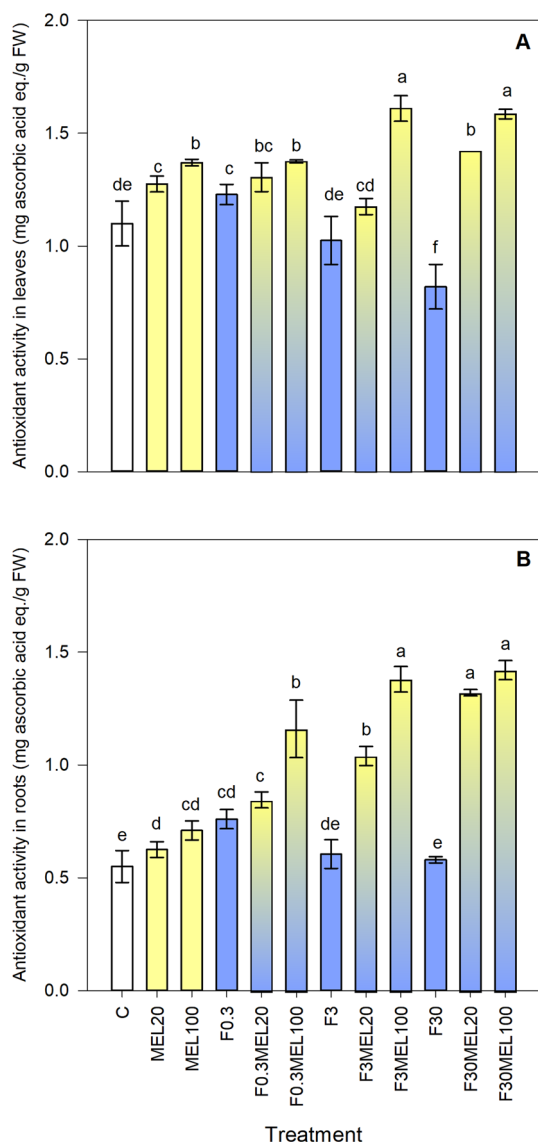 Antioxidant activity in leaves (mg ascorbic acid eq./g FW)
2.0
1.5
1.0
0.5
0.0
A
de
c
b
c
bc
b
de
cd
a
f
b
a
Antioxidant activity in roots (mg ascorbic acid eq./g FW)
2.0
1.5
1.0
0.5
0.0
B
e
d
cd
cd
c
b
de
b
a
e
a
a
C
MEL20
MEL100
F0.3
F0.3MEL20
F0.3MEL100
F3
F3MEL20
F3MEL100
F30
F30MEL20
F30MEL100
Treatment